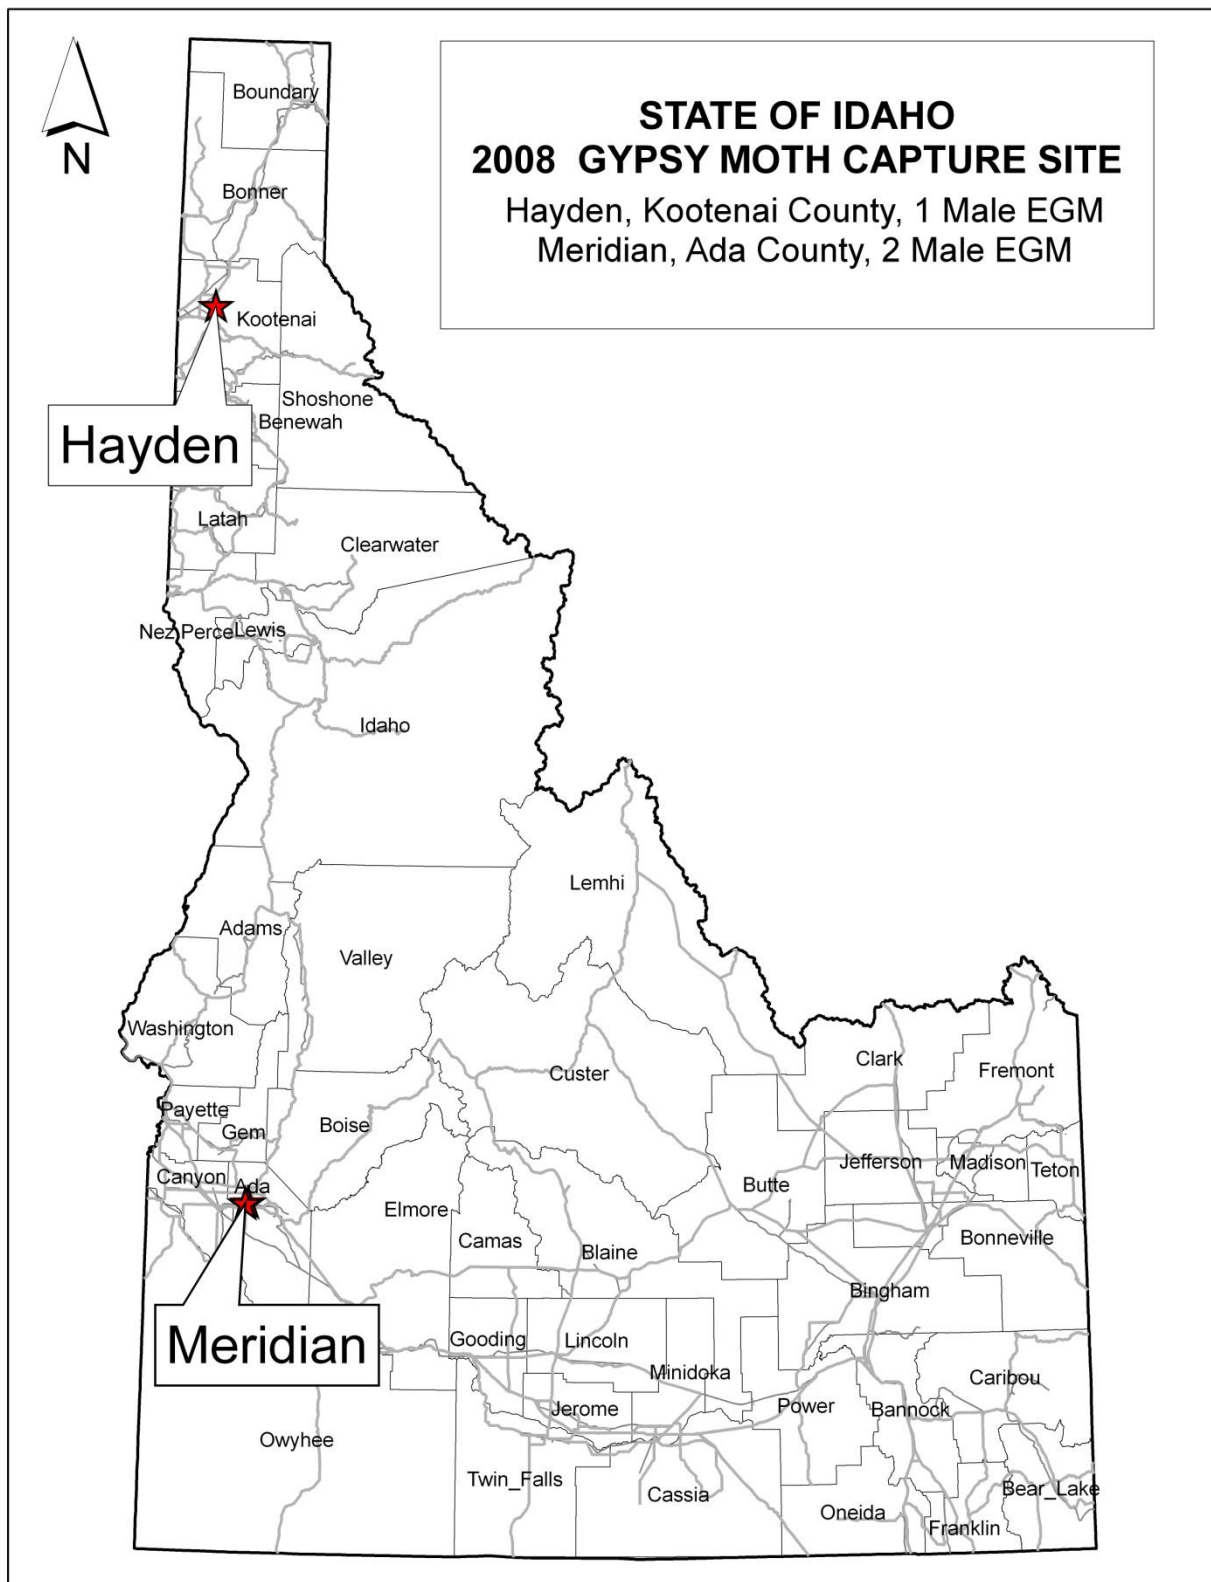 N
STATE OF IDAHO
2008 GYPSY MOTH CAPTURE SITE
Hayden, Kootenai County, 1 Male EGM
Meridian, Ada County, 2 Male EGM
Boundary
Bonner
Kootenai
Shoshone
Benewah
Hayden
Latah
Clearwater
Nez Perce
Lewis
Idaho
Lemhi
Adams
Valley
Washington
Clark
Fremont
Custer
Payette
Gem
Boise
Canyon
Ada
Jefferson
Madison
Teton
Butte
Elmore
Camas
Blaine
Bonneville
Bingham
Meridian
Gooding
Lincoln
Minidoka
Caribou
Jerome
Power
Bannock
Owyhee
Twin_Falls
Cassia
Bear_Lake
Oneida
Franklin